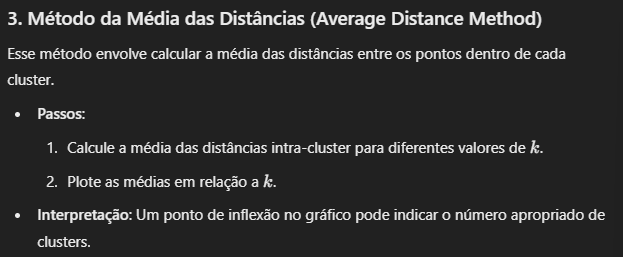 3. Método da Média das Distâncias (Average Distance Method)
Esse método envolve calcular a média das distâncias entre os pontos dentro de cada
cluster.
• Passos:
1. Calcule a média das distâncias intra-cluster para diferentes valores de k.
2. Plote as médias em relação a k.
• Interpretação: Um ponto de inflexão no gráfico pode indicar o número apropriado de
clusters.